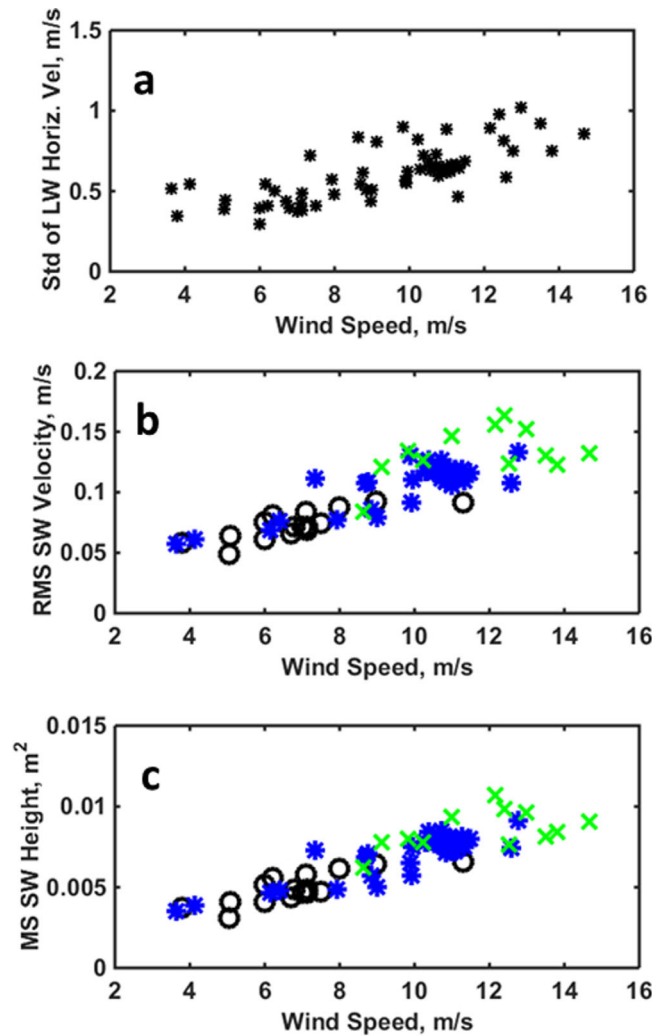 a
1.5
1
0.5
0
Std of LW Horiz. Vel, m/s
2 4 6 8 10 12 14 16
Wind Speed, m/s
b
0.2
0.15
0.1
0.05
0
RMS SW Velocity, m/s
2 4 6 8 10 12 14 16
Wind Speed, m/s
c
0.015
0.01
0.005
0
MS SW Height, m²
2 4 6 8 10 12 14 16
Wind Speed, m/s